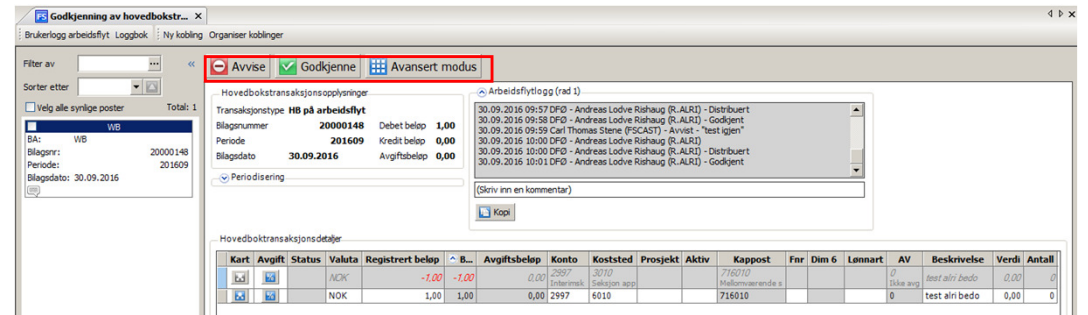 Godkjenning av hovedbokstr... X
Brukerlogg arbeidsflyt Loggbok Ny kobling Organiser koblinger
Filter av ... «
Sorter etter
Velg alle synlige poster Total: 1
WB
BA: WB
Bilagsnr: 20000148
Periode: 201609
Bilagsdato: 30.09.2016
Avvise Godkjenne Avansert modus
Hovedbokstransaksjonsopplysninger
Transaksjonstype HB på arbeidsflyt
Bilagsnummer 20000148 Debet beløp 1,00
Periode 201609 Kredit beløp 0,00
Bilagsdato 30.09.2016 Avgiftsbeløp 0,00
Periodisering
Arbeidsflytlogg (rad 1)
30.09.2016 09:57 DFØ - Andreas Lodve Rishaug (R.ALRI) - Distribuert
30.09.2016 09:58 DFØ - Andreas Lodve Rishaug (R.ALRI) - Godkjent
30.09.2016 09:59 Carl Thomas Stene (FSCAST) - Avvist - "test igjen"
30.09.2016 10:00 DFØ - Andreas Lodve Rishaug (R.ALRI)
30.09.2016 10:00 DFØ - Andreas Lodve Rishaug (R.ALRI) - Distribuert
30.09.2016 10:01 DFØ - Andreas Lodve Rishaug (R.ALRI) - Godkjent
(Skriv inn en kommentar)
Kopi
Hovedboktransaksjonsdetaljer
Kart Avgift Status Valuta Registrert beløp B... Avgiftsbeløp Konto Koststed Prosjekt Aktiv Kappost Fnr Dim 6 Lønnart AV Beskrivelse Verdi Antall
NOK -1,00 -1,00 0,00 2997 3010 716010 0 test alri bedo 0,00 0
Interimsk Seksjon app Mellomværende s Ikke avg
NOK 1,00 1,00 0,00 2997 6010 716010 0 test alri bedo 0,00 0